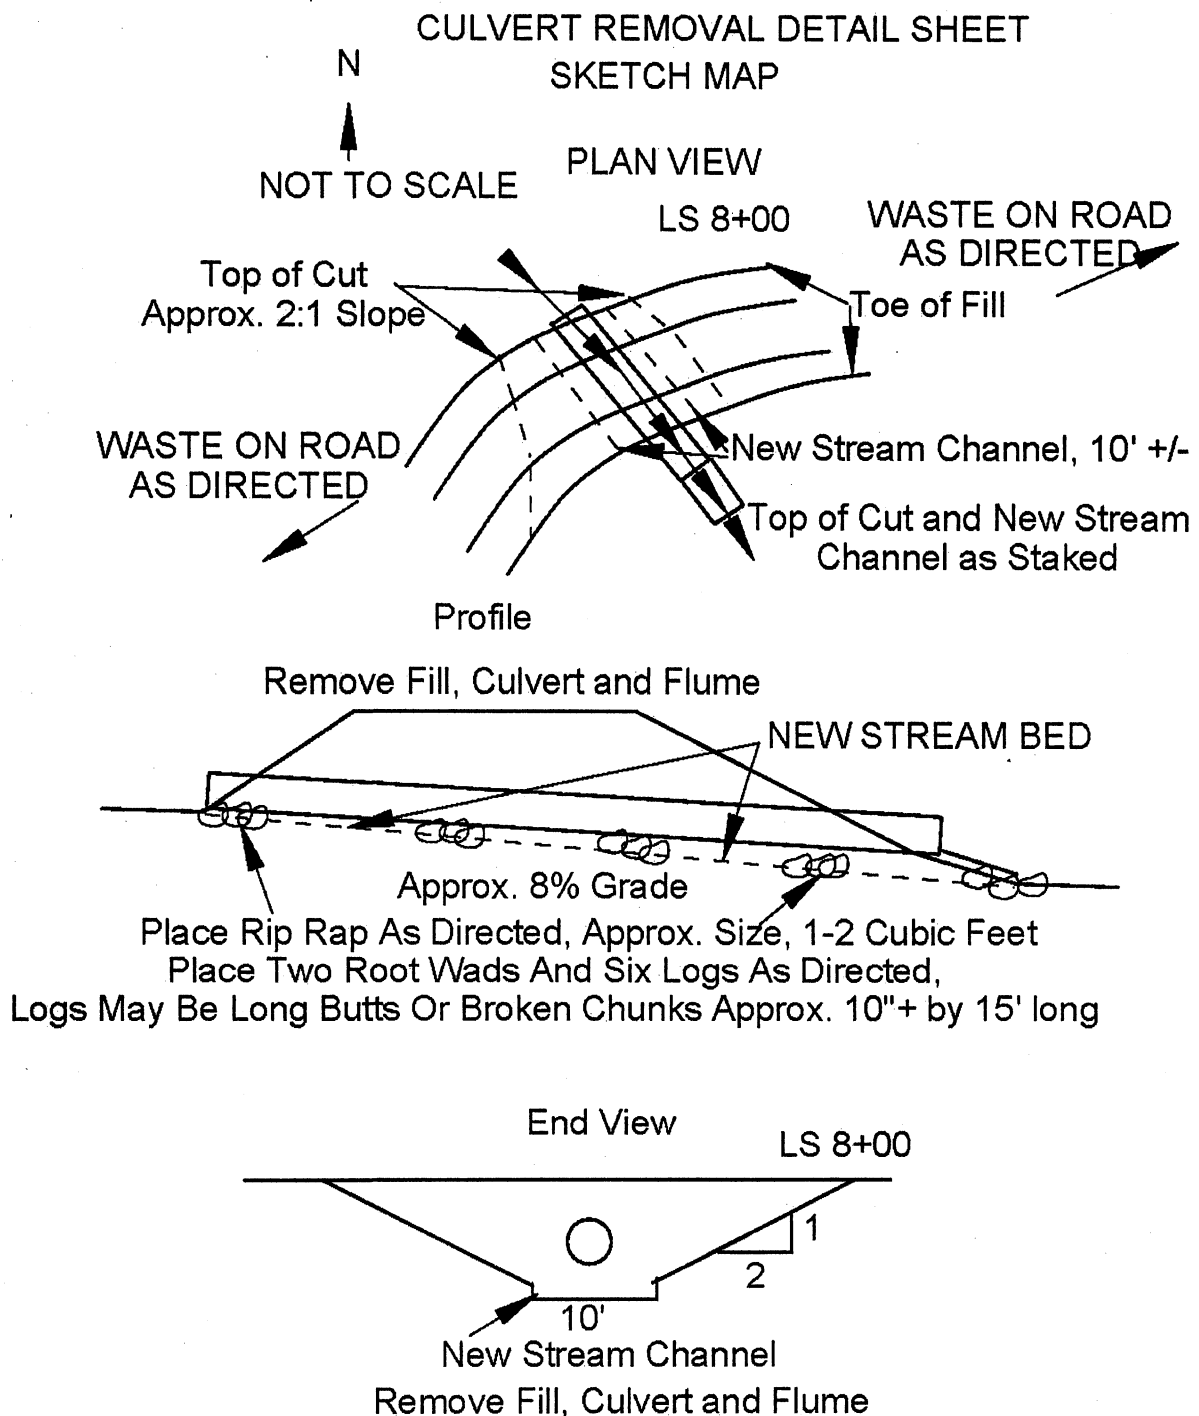 CULVERT REMOVAL DETAIL SHEET
SKETCH MAP
N
NOT TO SCALE
PLAN VIEW
LS 8+00
WASTE ON ROAD
AS DIRECTED
Top of Cut
Approx. 2:1 Slope
Toe of Fill
WASTE ON ROAD
AS DIRECTED
New Stream Channel, 10' +/-
Top of Cut and New Stream
Channel as Staked
Profile
Remove Fill, Culvert and Flume
NEW STREAM BED
Approx. 8% Grade
Place Rip Rap As Directed, Approx. Size, 1-2 Cubic Feet
Place Two Root Wads And Six Logs As Directed,
Logs May Be Long Butts Or Broken Chunks Approx. 10"+ by 15' long
End View
LS 8+00
1
2
10'
New Stream Channel
Remove Fill, Culvert and Flume